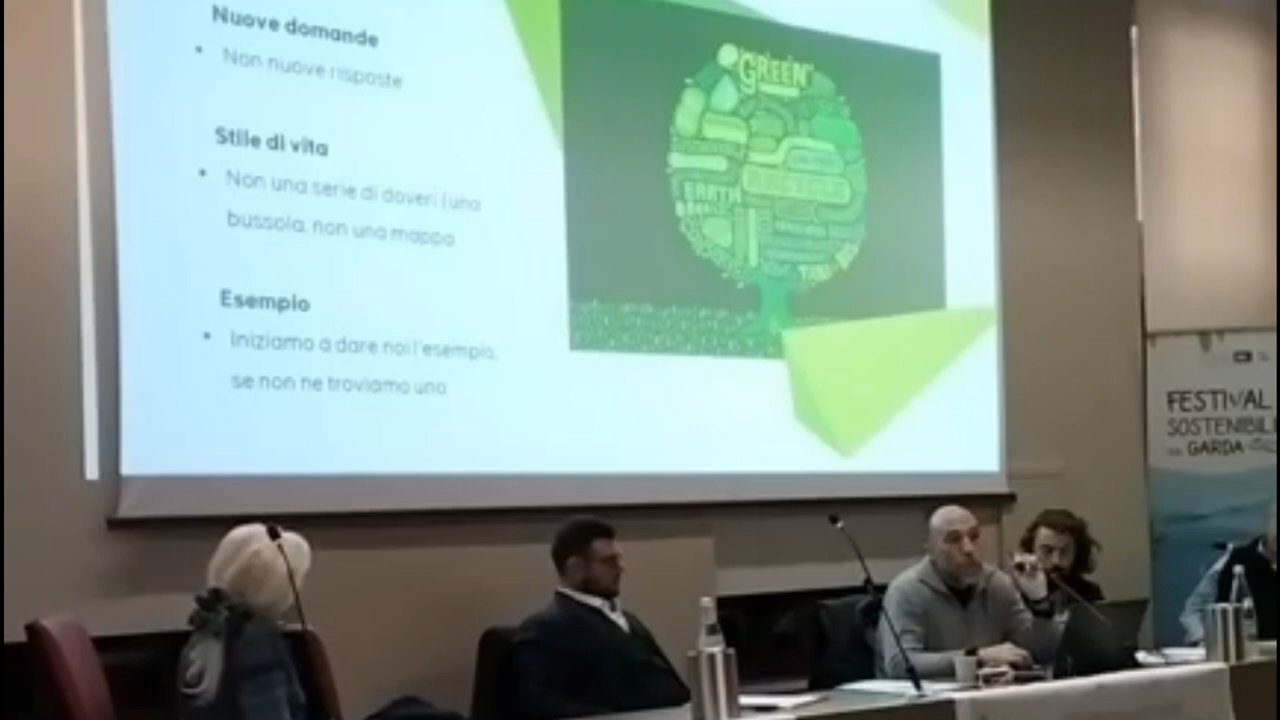 Nuove domande
• Non nuove risposte
Stile di vita
• Non una serie di doveri (una
bussola, non una mappa
Esempio
• Iniziamo a dare noi l'esempio,
se non ne troviamo uno
GREEN
EARTH
RECYCLE
FESTIVAL
SOSTENIBIL
GARDA